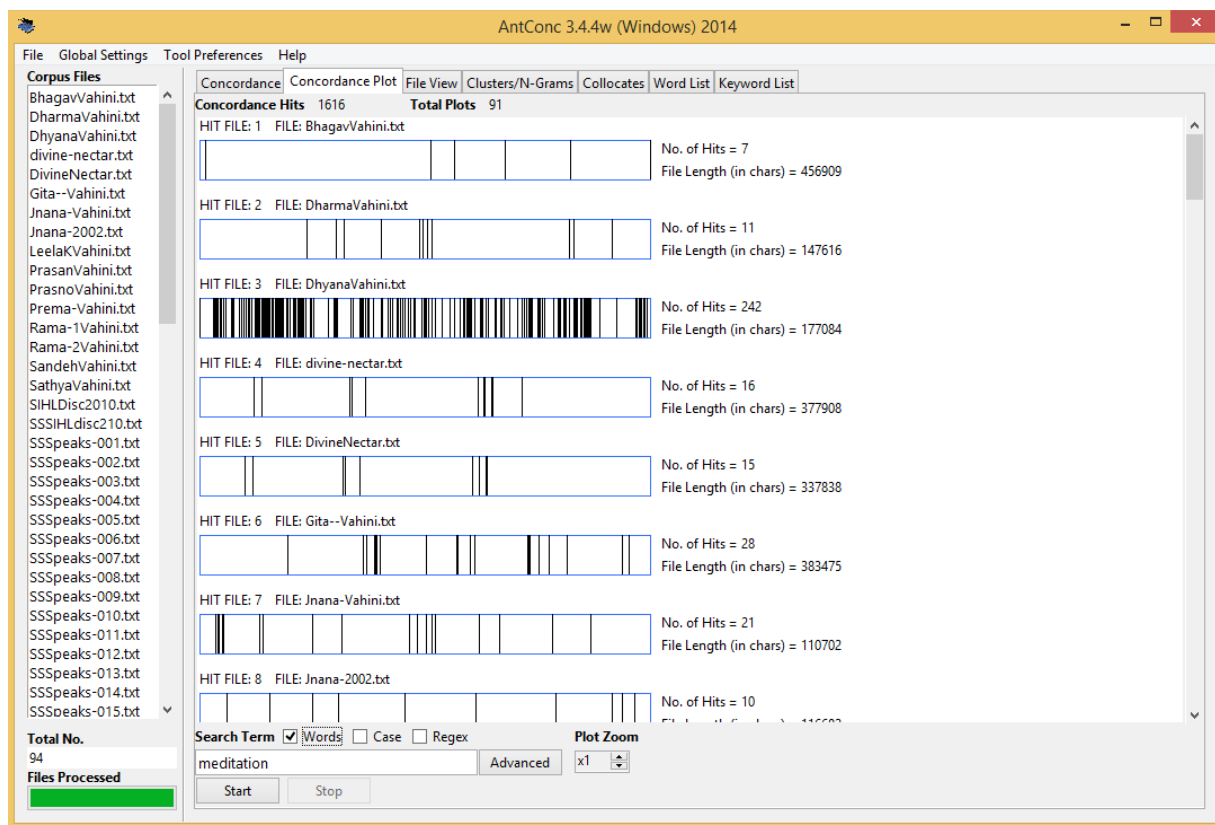 AntConc 3.4.4w (Windows) 2014
File Global Settings Tool Preferences Help
Corpus Files
BhagavVahini.txt
DharmaVahini.txt
DhyanaVahini.txt
divine-nectar.txt
DivineNectar.txt
Gita--Vahini.txt
Jnana-Vahini.txt
Jnana-2002.txt
LeelaKVahini.txt
PrasanVahini.txt
PrasnoVahini.txt
Prema-Vahini.txt
Rama-1Vahini.txt
Rama-2Vahini.txt
SandehVahini.txt
SathyaVahini.txt
SIHLDisc2010.txt
SSSIHLdisc210.txt
SSSpeaks-001.txt
SSSpeaks-002.txt
SSSpeaks-003.txt
SSSpeaks-004.txt
SSSpeaks-005.txt
SSSpeaks-006.txt
SSSpeaks-007.txt
SSSpeaks-008.txt
SSSpeaks-009.txt
SSSpeaks-010.txt
SSSpeaks-011.txt
SSSpeaks-012.txt
SSSpeaks-013.txt
SSSpeaks-014.txt
SSSpeaks-015.txt
Total No.
94
Files Processed
Concordance Concordance Plot File View Clusters/N-Grams Collocates Word List Keyword List
Concordance Hits 1616 Total Plots 91
HIT FILE: 1 FILE: BhagavVahini.txt
No. of Hits = 7
File Length (in chars) = 456909
HIT FILE: 2 FILE: DharmaVahini.txt
No. of Hits = 11
File Length (in chars) = 147616
HIT FILE: 3 FILE: DhyanaVahini.txt
No. of Hits = 242
File Length (in chars) = 177084
HIT FILE: 4 FILE: divine-nectar.txt
No. of Hits = 16
File Length (in chars) = 377908
HIT FILE: 5 FILE: DivineNectar.txt
No. of Hits = 15
File Length (in chars) = 337838
HIT FILE: 6 FILE: Gita--Vahini.txt
No. of Hits = 28
File Length (in chars) = 383475
HIT FILE: 7 FILE: Jnana-Vahini.txt
No. of Hits = 21
File Length (in chars) = 110702
HIT FILE: 8 FILE: Jnana-2002.txt
No. of Hits = 10
Search Term Words Case Regex Plot Zoom
meditation Advanced x1
Start Stop